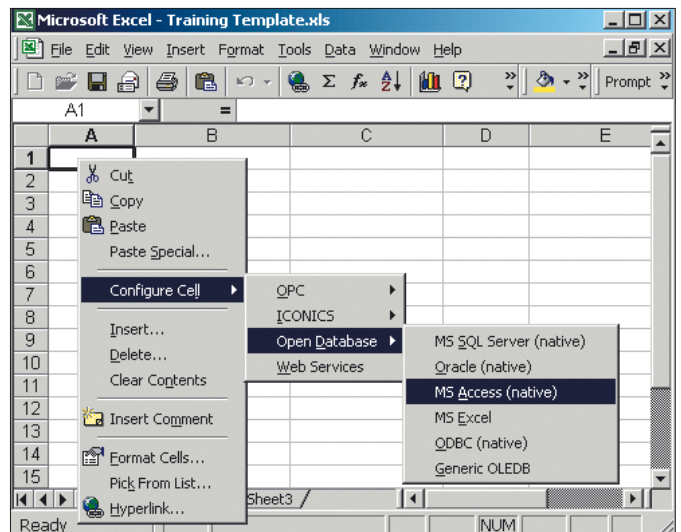 Microsoft Excel - Training Template.xls
File Edit View Insert Format Tools Data Window Help
Σ fx Prompt
A1 =
A B C D E
1
2
3
4
5
6
7
8
9
10
11
12
13
14
15
Cut
Copy
Paste
Paste Special...
Configure Cell
Insert...
Delete...
Clear Contents
Insert Comment
Format Cells...
Pick From List...
Hyperlink...
OPC
ICONICS
Open Database
Web Services
MS SQL Server (native)
Oracle (native)
MS Access (native)
MS Excel
ODBC (native)
Generic OLEDB
Sheet3
Ready NUM